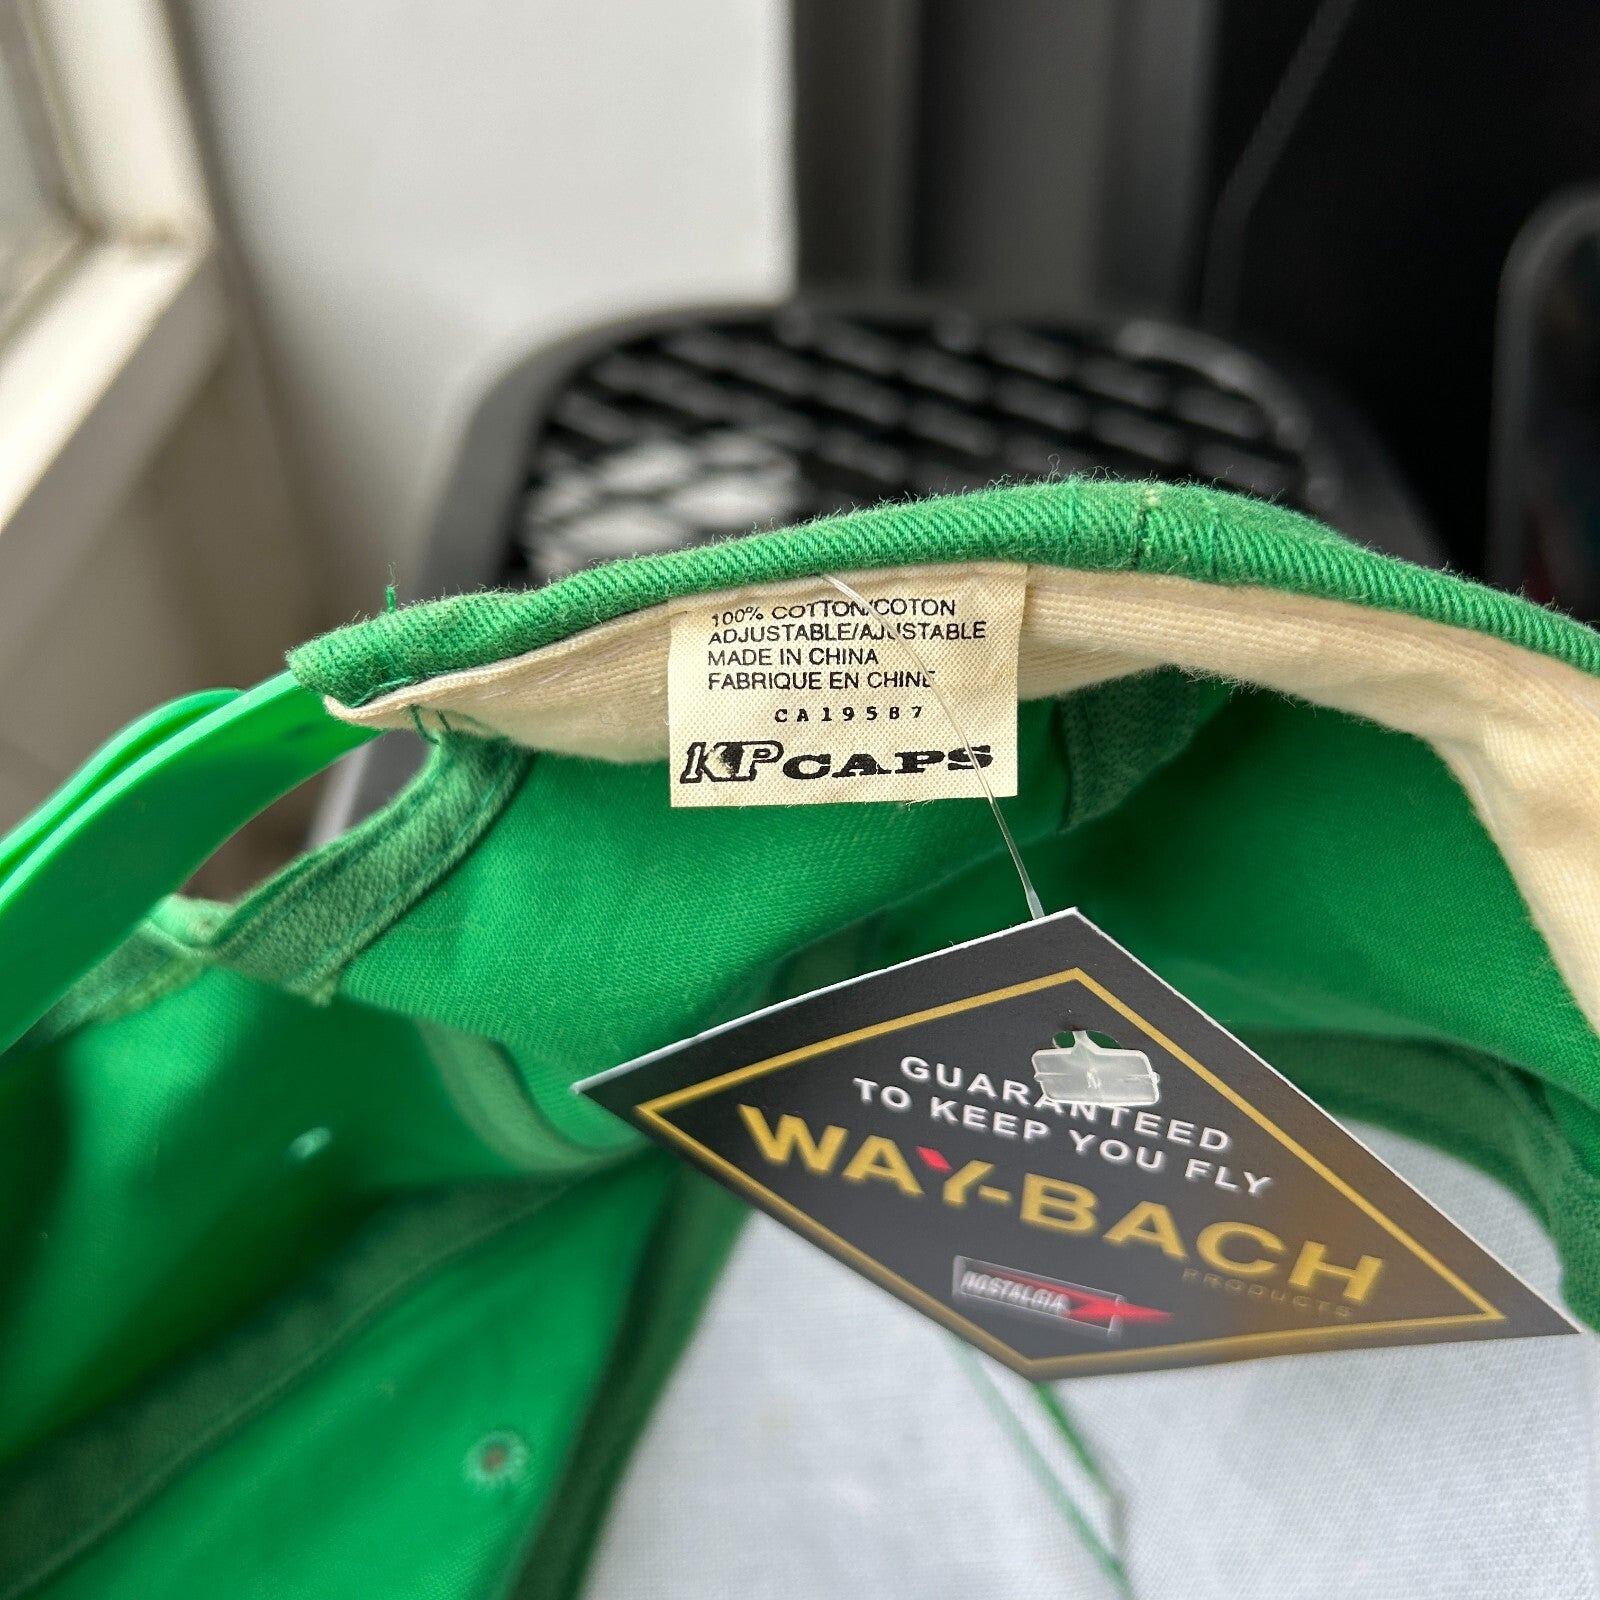 100% COTTON/COTON
ADJUSTABLE/AJUSTABLE
MADE IN CHINA
FABRIQUE EN CHINE
CA19587
KP CAPS
GUARANTEED
TO KEEP YOU FLY
WAY-BACH
PRODUCTS
NOSTALGIA